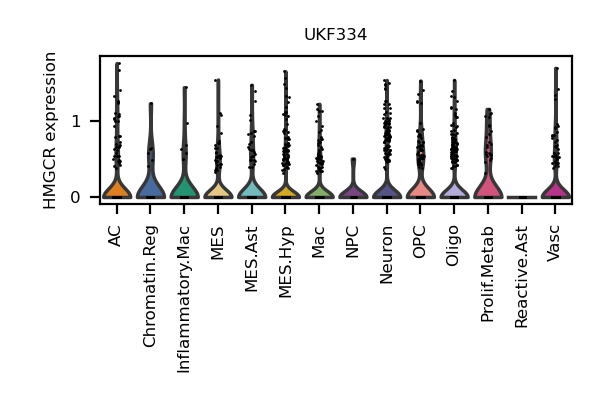 UKF334
HMGCR expression
1
0
AC
Chromatin.Reg
Inflammatory.Mac
MES
MES.Ast
MES.Hyp
Mac
NPC
Neuron
OPC
Oligo
Prolif.Metab
Reactive.Ast
Vasc